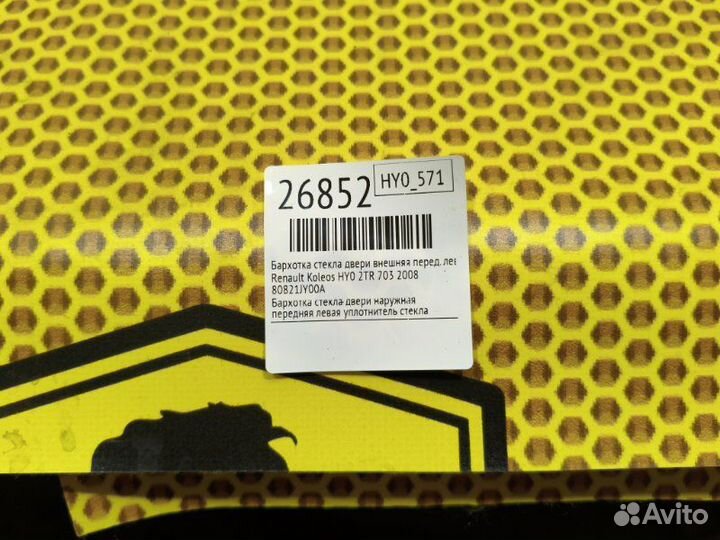 26852
HY0_571
Бархотка стекла двери внешняя перед. лев
Renault Koleos HY0 2TR 703 2008
80821JY00A
Бархотка стекла двери наружная
передняя левая уплотнитель стекла
Avito